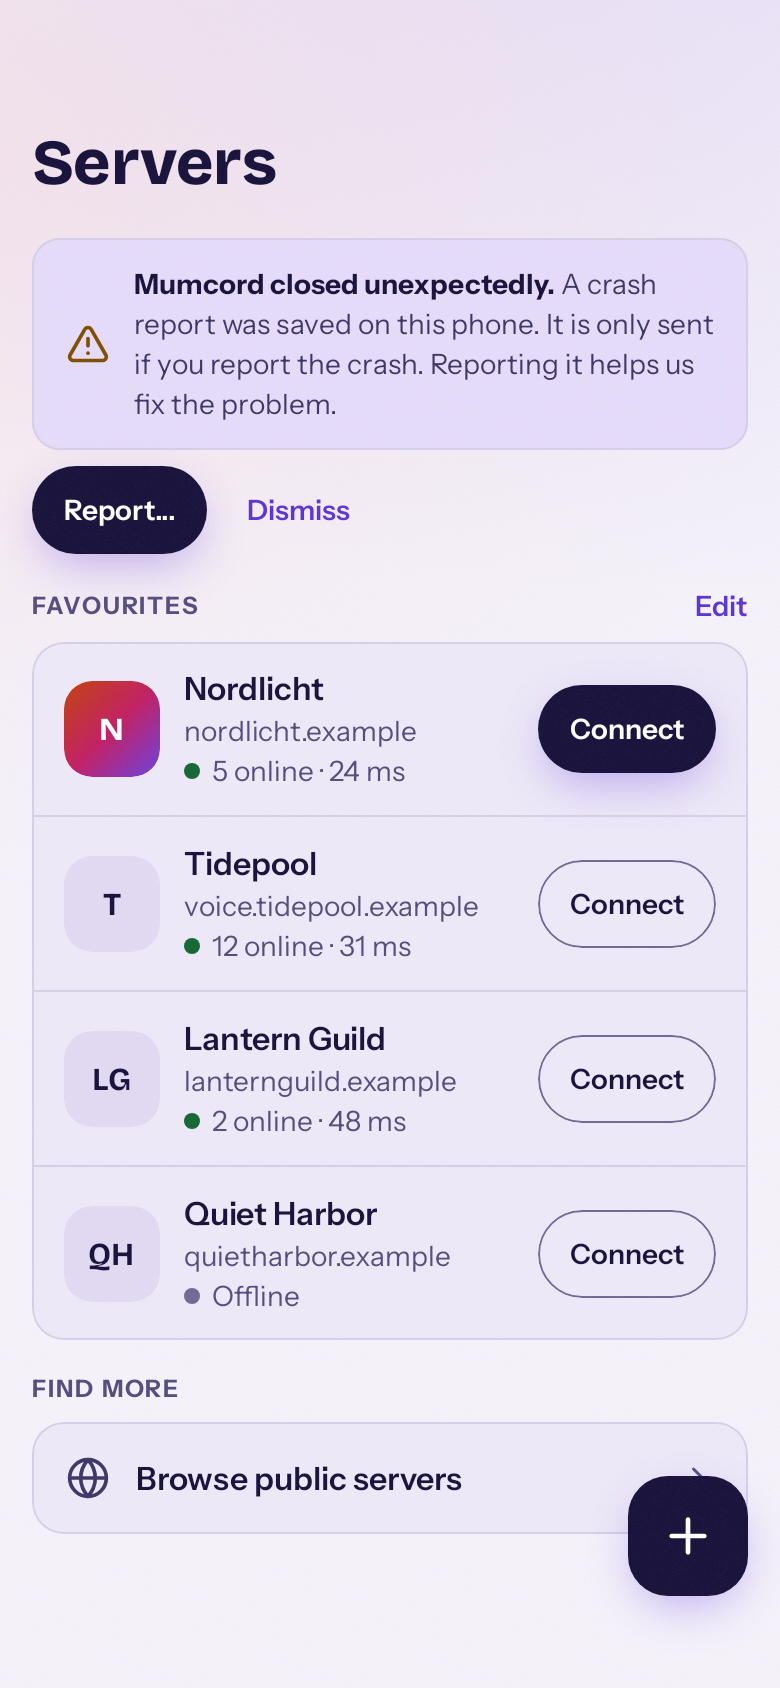 Servers
Mumcord closed unexpectedly. A crash
report was saved on this phone. It is only sent
if you report the crash. Reporting it helps us
fix the problem.
Report...
Dismiss
FAVOURITES
Edit
N
Nordlicht
nordlicht.example
5 online · 24 ms
Connect
T
Tidepool
voice.tidepool.example
12 online · 31 ms
Connect
LG
Lantern Guild
lanternguild.example
2 online · 48 ms
Connect
QH
Quiet Harbor
quietharbor.example
Offline
Connect
FIND MORE
Browse public servers